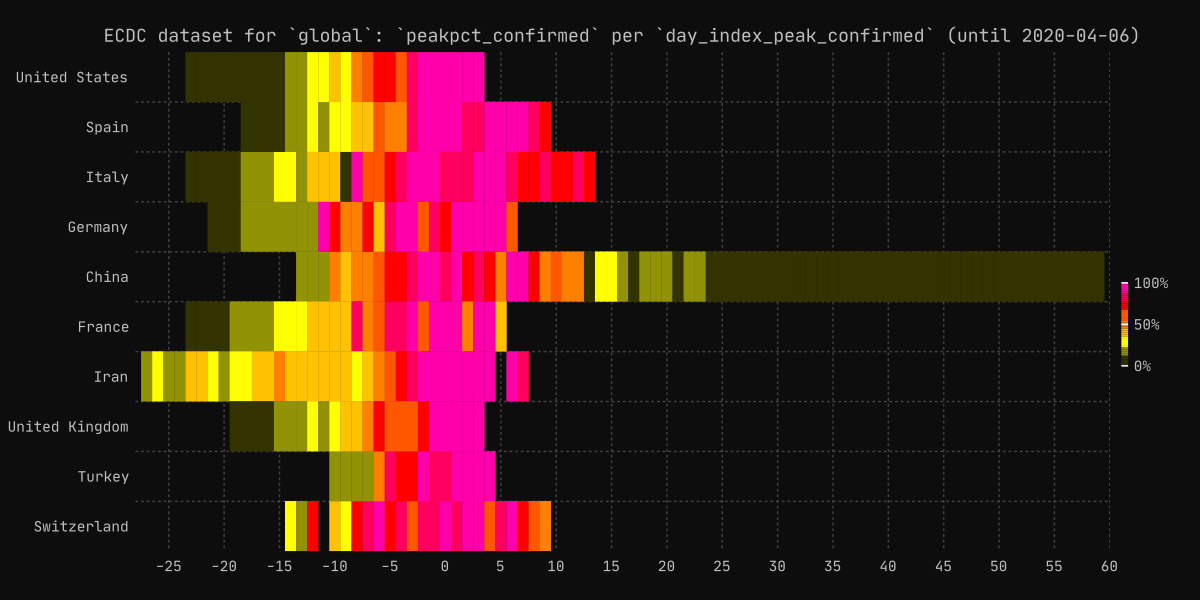 ECDC dataset for `global`: `peakpct_confirmed` per `day_index_peak_confirmed` (until 2020-04-06)
United States
Spain
Italy
Germany
China
France
Iran
United Kingdom
Turkey
Switzerland
100%
50%
0%
-25 -20 -15 -10 -5 0 5 10 15 20 25 30 35 40 45 50 55 60